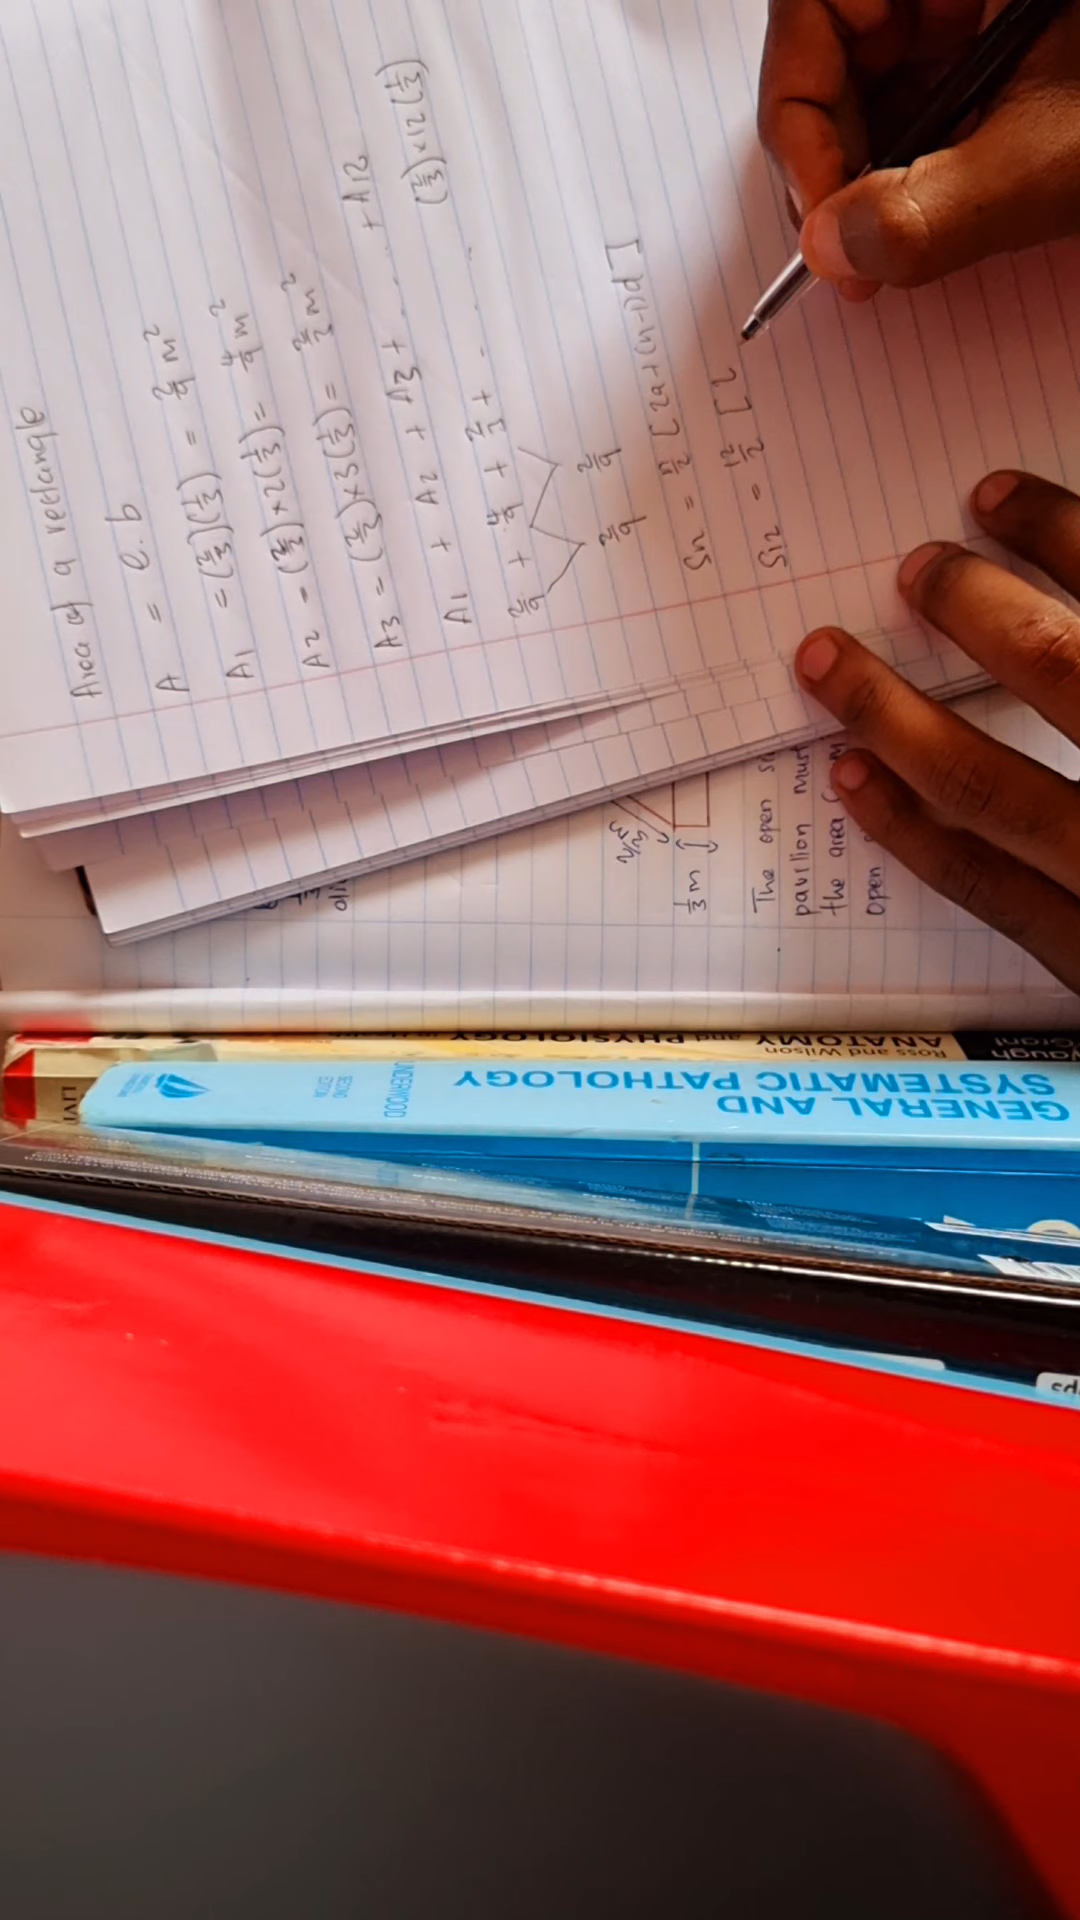 Area of a rectangle
A = l.b
A1 = (2/3)(1/3) = 2/9 m²
A2 = (2/3)×2(1/3) = 4/9 m²
A3 = (2/3)×3(1/3) = 2/3 m²
A1 + A2 + A3 + .... + A12
2/9 + 4/9 + 2/3 + - . . . - (2/3)×12(1/3)
2/9 2/9
Sn = n/2 [2a+(n-1)d]
S12 = 12/2 [2
2/3 m
1/3 m
The open
pavilion must
the area
open
Ross and Wilson
ANATOMY and PHYSIOLOGY
Waugh
Grant
GENERAL AND
SYSTEMATIC PATHOLOGY
UNDERWOOD
SECOND
EDITION